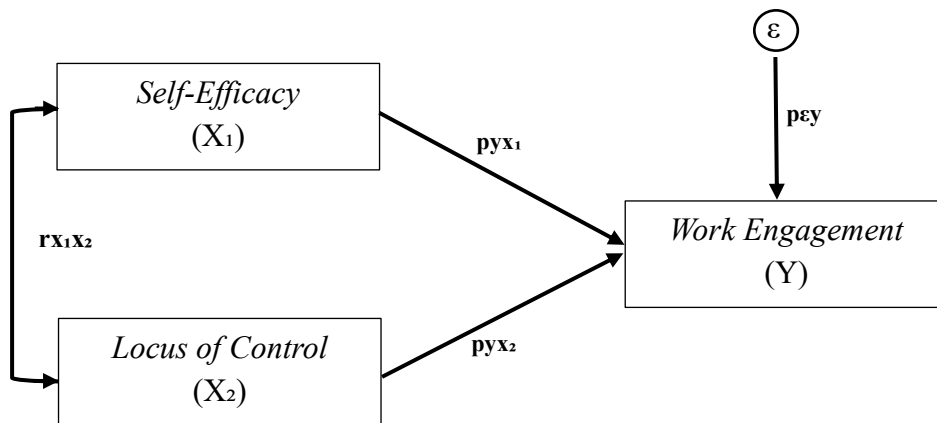 ε
Self-Efficacy
(X₁)
pεy
pyx₁
rx₁x₂
Work Engagement
(Y)
Locus of Control
(X₂)
pyx₂